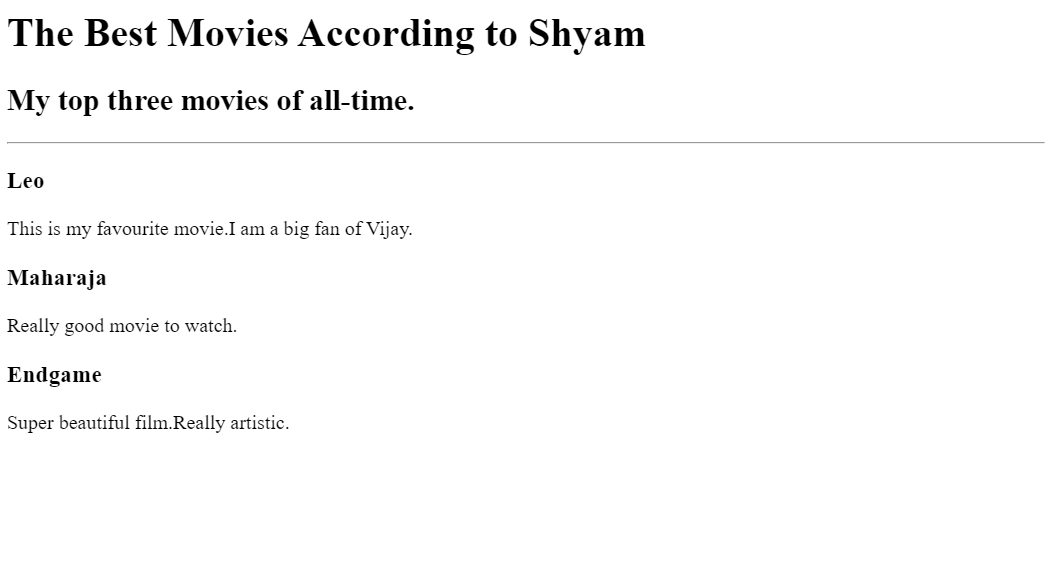 The Best Movies According to Shyam
My top three movies of all-time.
Leo
This is my favourite movie.I am a big fan of Vijay.
Maharaja
Really good movie to watch.
Endgame
Super beautiful film.Really artistic.